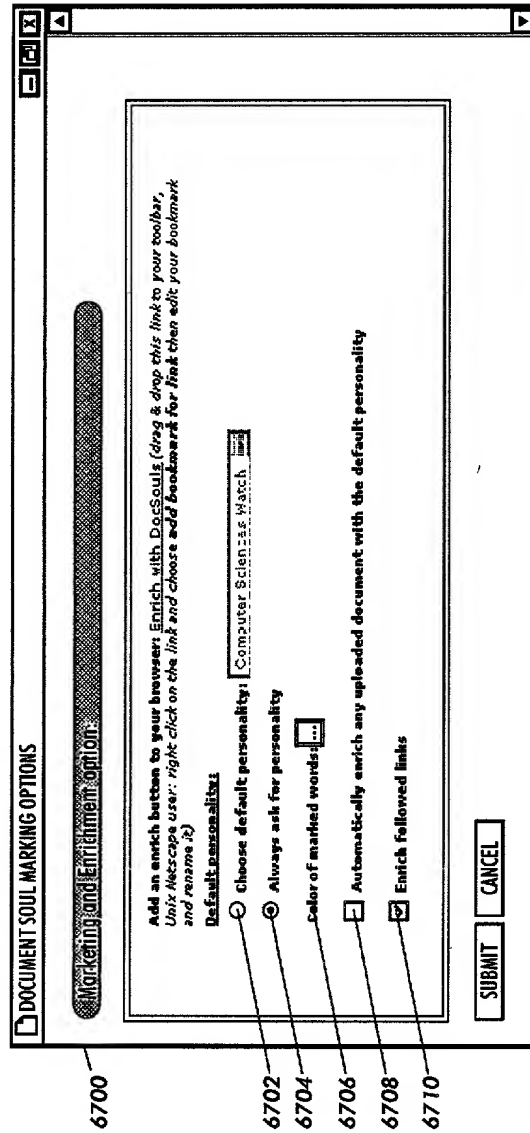 DOCUMENT SOUL MARKING OPTIONS
Marketing and Enrichment option:
Add an enrich button to your browser: Enrich with DocSouls (drag & drop this link to your toolbar,
Unix Netscape user: right click on the link and choose add bookmark for link then edit your bookmark
and rename it)
Default personality:
Choose default personality: Computer Sciences Watch
Always ask for personality
Color of marked words: ...
Automatically enrich any uploaded document with the default personality
Enrich followed links
SUBMIT CANCEL
6700
6702
6704
6706
6708
6710